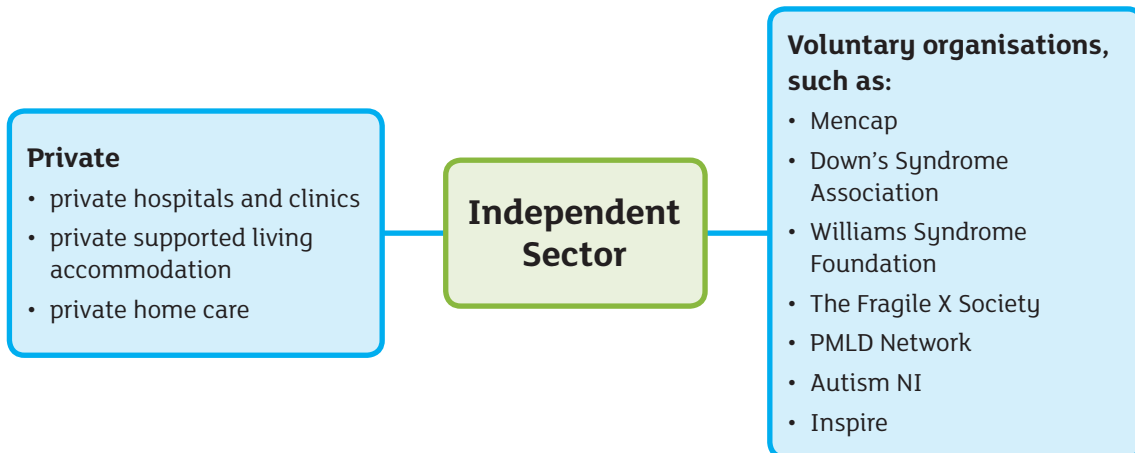 Private
• private hospitals and clinics
• private supported living
accommodation
• private home care
Independent
Sector
Voluntary organisations,
such as:
• Mencap
• Down's Syndrome
Association
• Williams Syndrome
Foundation
• The Fragile X Society
• PMLD Network
• Autism NI
• Inspire